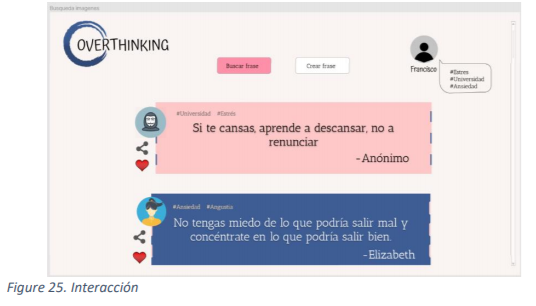 Busqueda imagenes
OVERTHINKING
Buscar frase
Crear frase
Francisco
#Estres
#Universidad
#Ansiedad
#Universidad #Estrés
Si te cansas, aprende a descansar, no a
renunciar
-Anónimo
#Ansiedad #Angustia
No tengas miedo de lo que podría salir mal y
concéntrate en lo que podría salir bien.
-Elizabeth
Figure 25. Interacción